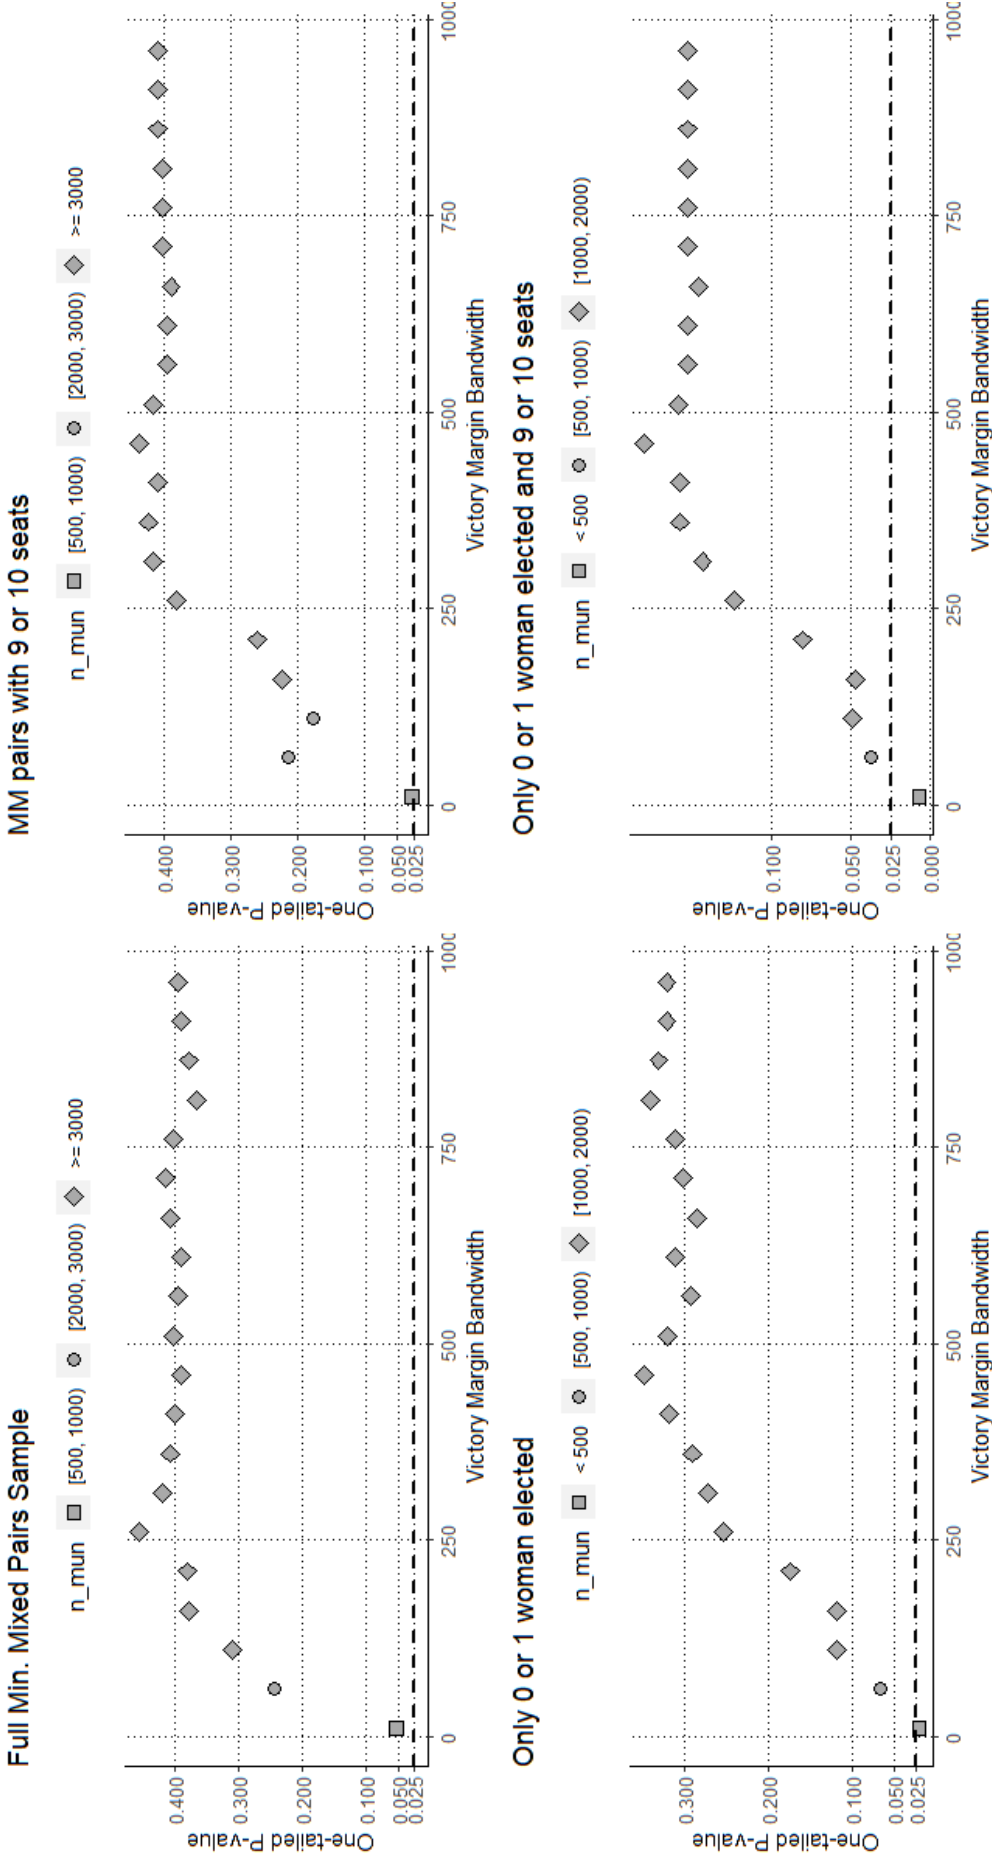 Full Min. Mixed Pairs Sample
n_mun [500, 1000) [2000, 3000) >= 3000
One-tailed P-value
0.400
0.300
0.200
0.100
0.050
0.025
0 250 500 750 1000
Victory Margin Bandwidth
MM pairs with 9 or 10 seats
n_mun [500, 1000) [2000, 3000) >= 3000
One-tailed P-value
0.400
0.300
0.200
0.100
0.050
0.025
0 250 500 750 1000
Victory Margin Bandwidth
Only 0 or 1 woman elected
n_mun < 500 [500, 1000) [1000, 2000)
One-tailed P-value
0.300
0.200
0.100
0.050
0.025
0 250 500 750 1000
Victory Margin Bandwidth
Only 0 or 1 woman elected and 9 or 10 seats
n_mun < 500 [500, 1000) [1000, 2000)
One-tailed P-value
0.100
0.050
0.025
0.000
0 250 500 750 1000
Victory Margin Bandwidth